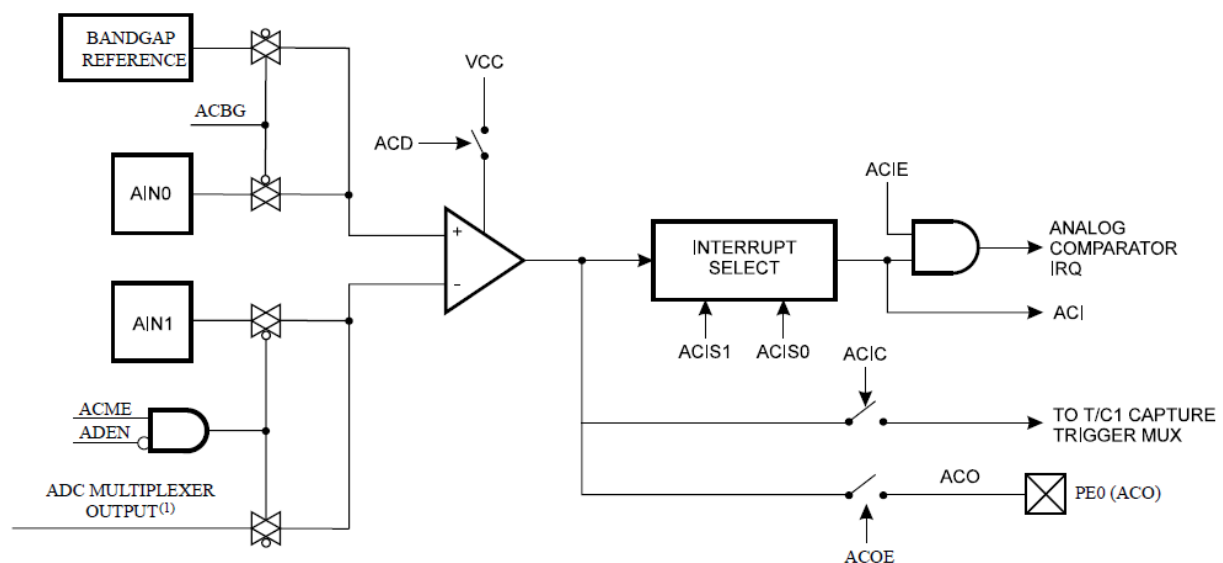 BANDGAP
REFERENCE
VCC
ACBG
ACD
AIN0
ACIE
+
INTERRUPT
SELECT
ANALOG
COMPARATOR
IRQ
-
AIN1
ACI
ACIS1
ACIS0
ACIC
ACME
ADEN
TO T/C1 CAPTURE
TRIGGER MUX
ADC MULTIPLEXER
OUTPUT(1)
ACO
PE0 (ACO)
ACOE